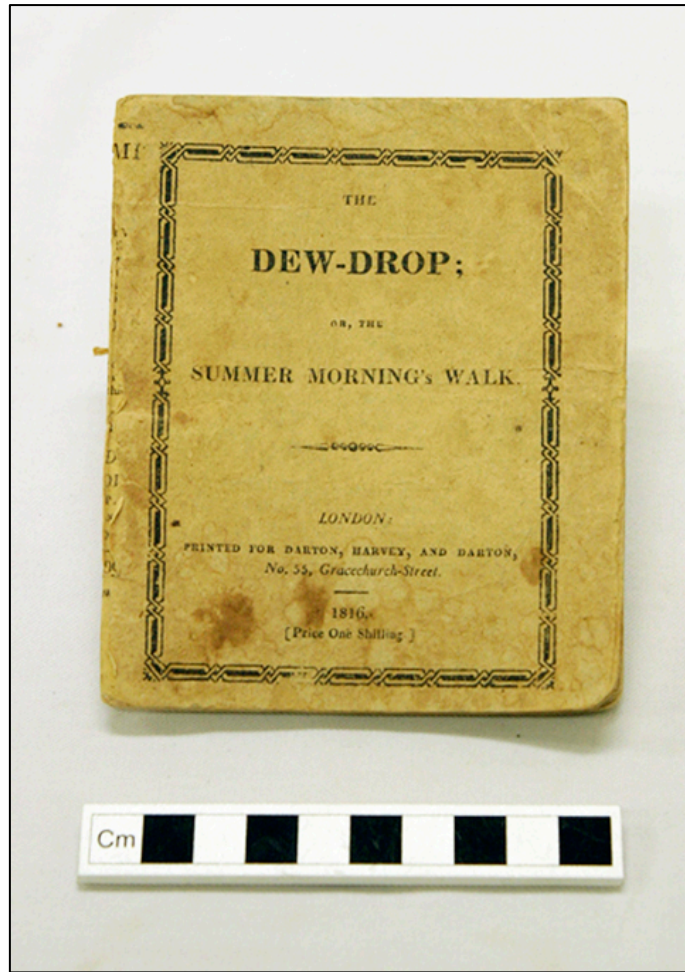 THE
DEW-DROP;
OR, THE
SUMMER MORNING's WALK.
LONDON:
PRINTED FOR DARTON, HARVEY, AND DARTON,
No. 55, Gracechurch-Street.
1816.
[Price One Shilling.]
Cm